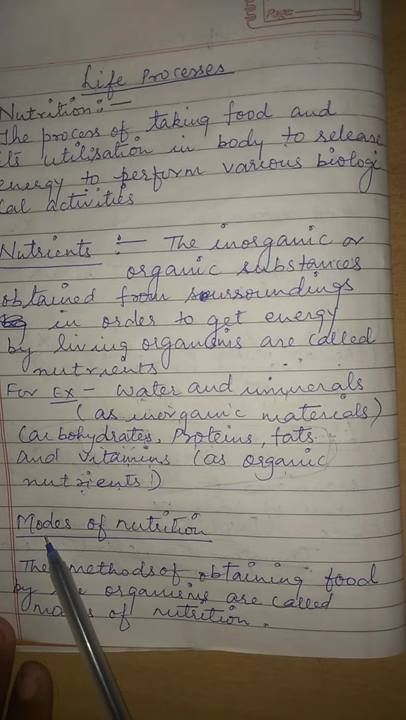 Page
Life Processes
Nutrition :-
The process of taking food and
its utilisation in body to release
energy to perform various biologi
cal activities
Nutrients :- The inorganic or
organic substances
obtained from sourroundings
in order to get energy
by living organisms are called
nutrients
For Ex - Water and minerals
(as inorganic materials)
Carbohydrates, Proteins, fats
and vitamins (as organic
nutrients)
Modes of nutrition
The methods of obtaining food
by organisms are called
of nutrition.